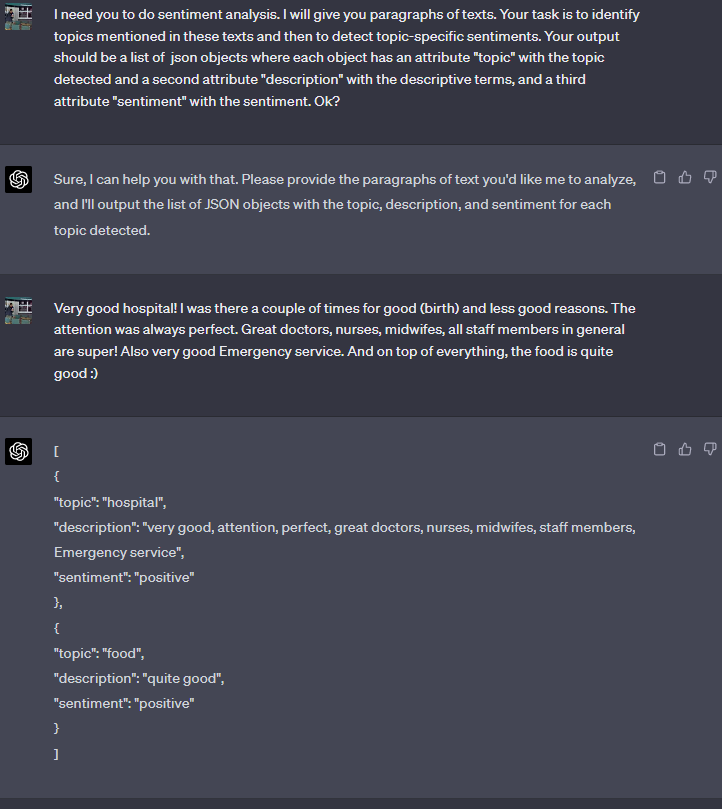 I need you to do sentiment analysis. I will give you paragraphs of texts. Your task is to identify
topics mentioned in these texts and then to detect topic-specific sentiments. Your output
should be a list of json objects where each object has an attribute "topic" with the topic
detected and a second attribute "description" with the descriptive terms, and a third
attribute "sentiment" with the sentiment. Ok?
Sure, I can help you with that. Please provide the paragraphs of text you'd like me to analyze,
and I'll output the list of JSON objects with the topic, description, and sentiment for each
topic detected.
Very good hospital! I was there a couple of times for good (birth) and less good reasons. The
attention was always perfect. Great doctors, nurses, midwifes, all staff members in general
are super! Also very good Emergency service. And on top of everything, the food is quite
good :)
[
{
"topic": "hospital",
"description": "very good, attention, perfect, great doctors, nurses, midwifes, staff members,
Emergency service",
"sentiment": "positive"
},
{
"topic": "food",
"description": "quite good",
"sentiment": "positive"
}
]